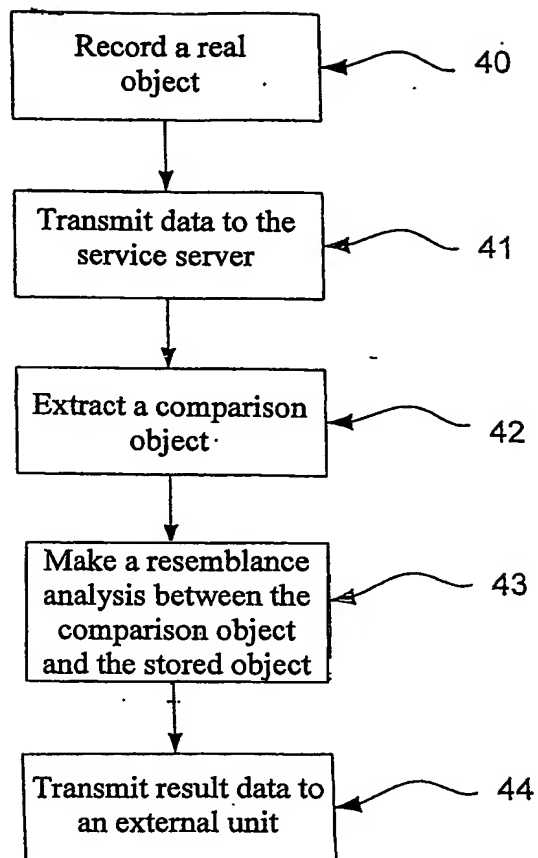 Record a real
object
40
Transmit data to the
service server
41
Extract a comparison
object
42
Make a resemblance
analysis between the
comparison object
and the stored object
43
Transmit result data to
an external unit
44